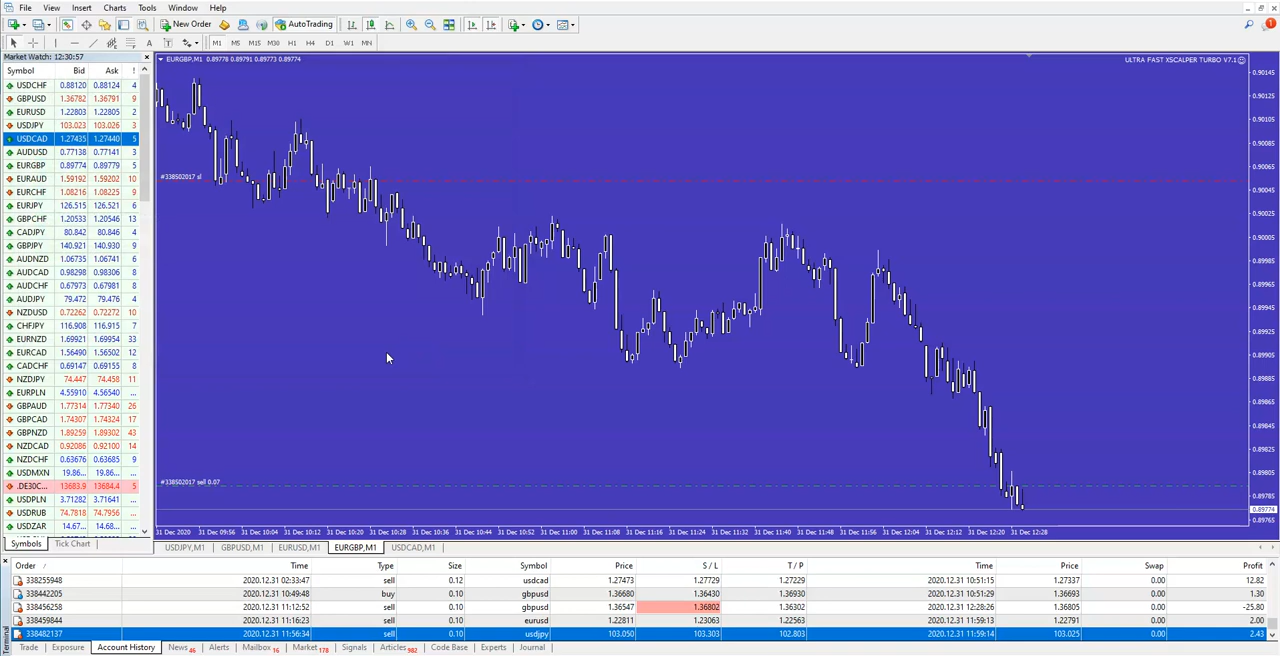 File View Insert Charts Tools Window Help
New Order AutoTrading
M1 M5 M15 M30 H1 H4 D1 W1 MN
Market Watch: 12:30:57
Symbol Bid Ask !
USDCHF 0.88120 0.88124 4
GBPUSD 1.36782 1.36791 9
EURUSD 1.22803 1.22805 2
USDJPY 103.023 103.026 3
USDCAD 1.27435 1.27440 5
AUDUSD 0.77138 0.77141 3
EURGBP 0.89774 0.89779 5
EURAUD 1.59192 1.59202 10
EURCHF 1.08216 1.08225 9
EURJPY 126.515 126.521 6
GBPCHF 1.20533 1.20546 13
CADJPY 80.842 80.846 4
GBPJPY 140.921 140.930 9
AUDNZD 1.06735 1.06741 6
AUDCAD 0.98298 0.98306 8
AUDCHF 0.67973 0.67981 8
AUDJPY 79.472 79.476 4
NZDUSD 0.72262 0.72272 10
CHFJPY 116.908 116.915 7
EURNZD 1.69921 1.69954 33
EURCAD 1.56490 1.56502 12
CADCHF 0.69147 0.69155 8
NZDJPY 74.447 74.458 11
EURPLN 4.55910 4.56540 ...
GBPAUD 1.77314 1.77340 26
GBPCAD 1.74307 1.74324 17
GBPNZD 1.89259 1.89302 43
NZDCAD 0.92086 0.92100 14
NZDCHF 0.63676 0.63685 9
USDMXN 19.86... 19.86... ...
.DE30C... 13683.9 13684.4 5
USDPLN 3.71282 3.71641 ...
USDRUB 74.7818 74.7956 ...
USDZAR 14.67... 14.68... ...
Symbols Tick Chart
EURGBP,M1 0.89778 0.89791 0.89773 0.89774
ULTRA FAST XSCALPER TURBO V7.1
#338502017 sl
#338502017 sell 0.07
0.90145
0.90125
0.90105
0.90085
0.90065
0.90045
0.90025
0.90005
0.89985
0.89965
0.89945
0.89925
0.89905
0.89885
0.89865
0.89845
0.89825
0.89805
0.89785
0.89774
0.89765
31 Dec 2020 31 Dec 09:56 31 Dec 10:04 31 Dec 10:12 31 Dec 10:20 31 Dec 10:28 31 Dec 10:36 31 Dec 10:44 31 Dec 10:52 31 Dec 11:00 31 Dec 11:08 31 Dec 11:16 31 Dec 11:24 31 Dec 11:32 31 Dec 11:40 31 Dec 11:48 31 Dec 11:56 31 Dec 12:04 31 Dec 12:12 31 Dec 12:20 31 Dec 12:28
USDJPY,M1 GBPUSD,M1 EURUSD,M1 EURGBP,M1 USDCAD,M1
Order Time Type Size Symbol Price S / L T / P Time Price Swap Profit
338255948 2020.12.31 02:33:47 sell 0.12 usdcad 1.27473 1.27729 1.27229 2020.12.31 10:51:15 1.27337 0.00 12.82
338442205 2020.12.31 10:49:48 buy 0.10 gbpusd 1.36680 1.36430 1.36930 2020.12.31 10:51:29 1.36693 0.00 1.30
338456258 2020.12.31 11:12:52 sell 0.10 gbpusd 1.36547 1.36802 1.36302 2020.12.31 12:28:26 1.36805 0.00 -25.80
338459844 2020.12.31 11:16:23 sell 0.10 eurusd 1.22811 1.23063 1.22563 2020.12.31 11:59:13 1.22791 0.00 2.00
338482137 2020.12.31 11:56:34 sell 0.10 usdjpy 103.050 103.303 102.803 2020.12.31 11:59:14 103.025 0.00 2.43
Terminal
Trade Exposure Account History News 46 Alerts Mailbox 16 Market 178 Signals Articles 982 Code Base Experts Journal